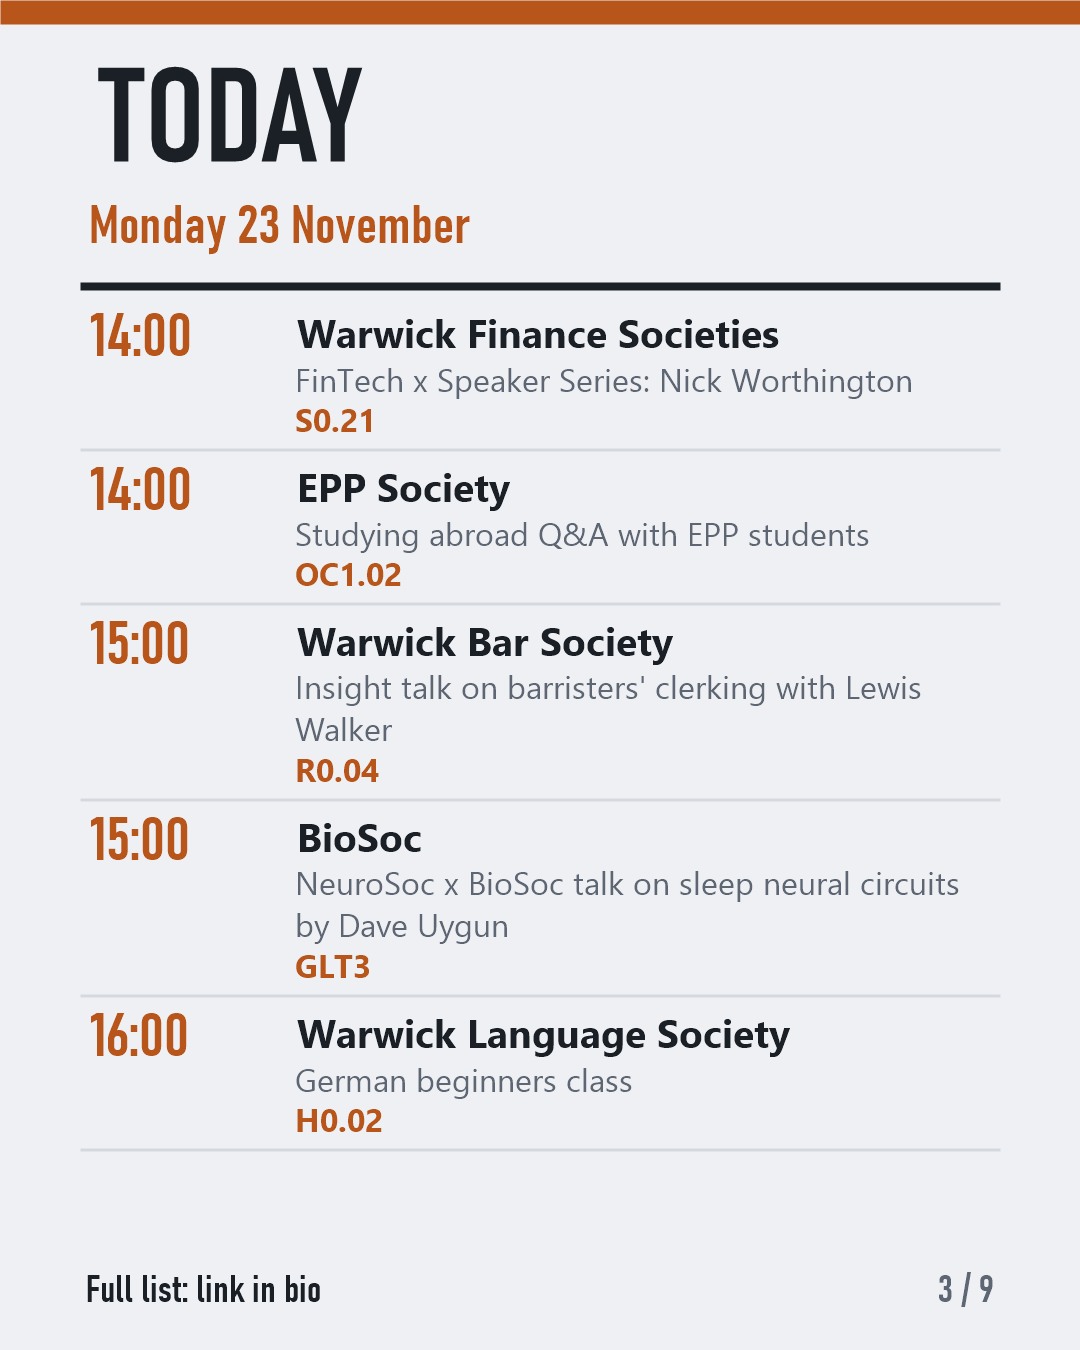 TODAY
Monday 23 November
14:00
Warwick Finance Societies
FinTech x Speaker Series: Nick Worthington
S0.21
14:00
EPP Society
Studying abroad Q&A with EPP students
OC1.02
15:00
Warwick Bar Society
Insight talk on barristers' clerking with Lewis
Walker
R0.04
15:00
BioSoc
NeuroSoc x BioSoc talk on sleep neural circuits
by Dave Uygun
GLT3
16:00
Warwick Language Society
German beginners class
H0.02
Full list: link in bio
3 / 9